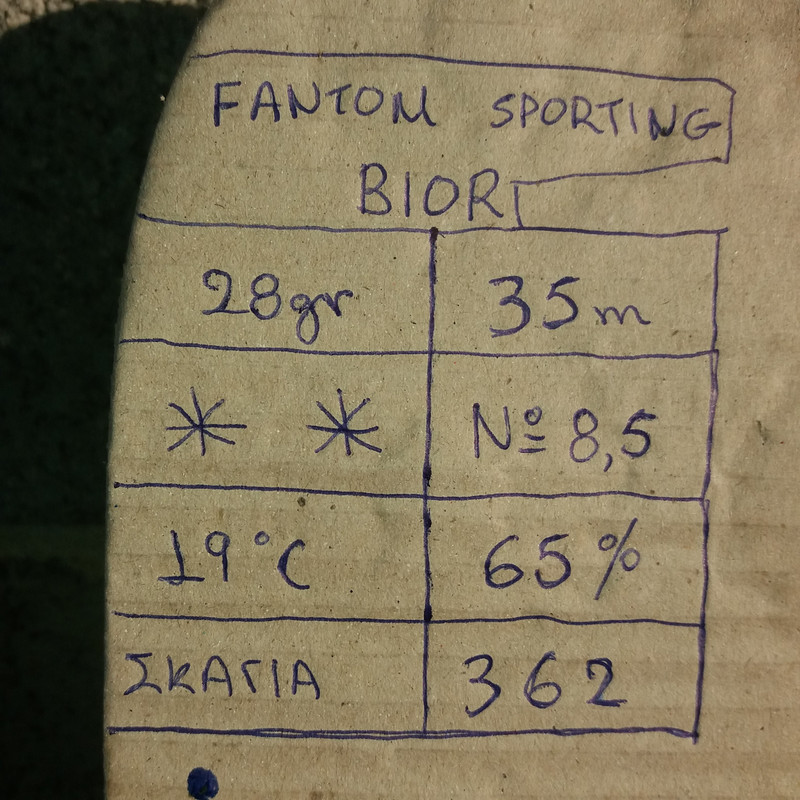 FANTOM SPORTING
BIOR
28gr 35m
* * Nº 8,5
19°C 65%
ΣΚΑΓΙΑ 362